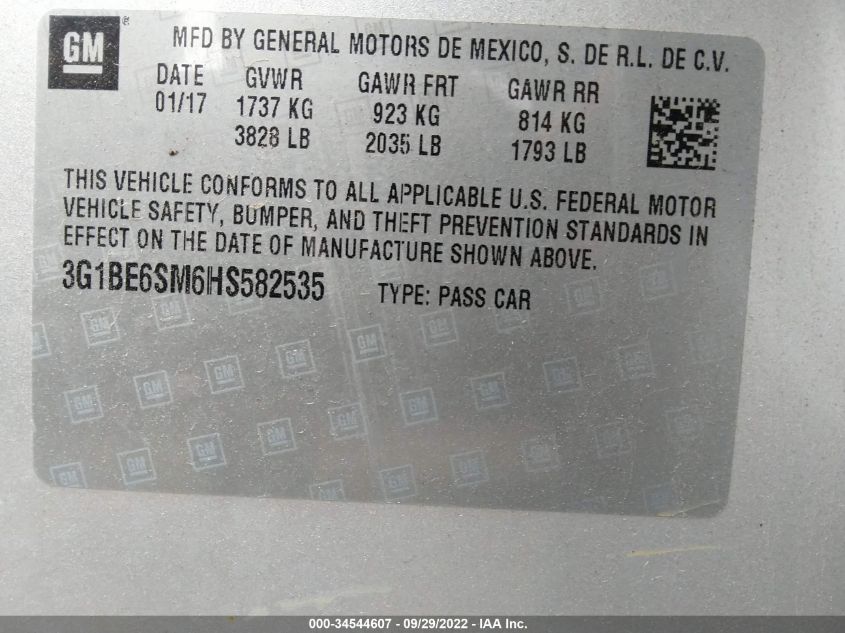 GM ® MFD BY GENERAL MOTORS DE MEXICO, S. DE R.L. DE C.V.
DATE GVWR GAWR FRT GAWR RR
01/17 1737 KG 923 KG 814 KG
3828 LB 2035 LB 1793 LB
THIS VEHICLE CONFORMS TO ALL APPLICABLE U.S. FEDERAL MOTOR
VEHICLE SAFETY, BUMPER, AND THEFT PREVENTION STANDARDS IN
EFFECT ON THE DATE OF MANUFACTURE SHOWN ABOVE.
3G1BE6SM6HS582535 TYPE: PASS CAR
000-34544607 - 09/29/2022 - IAA Inc.